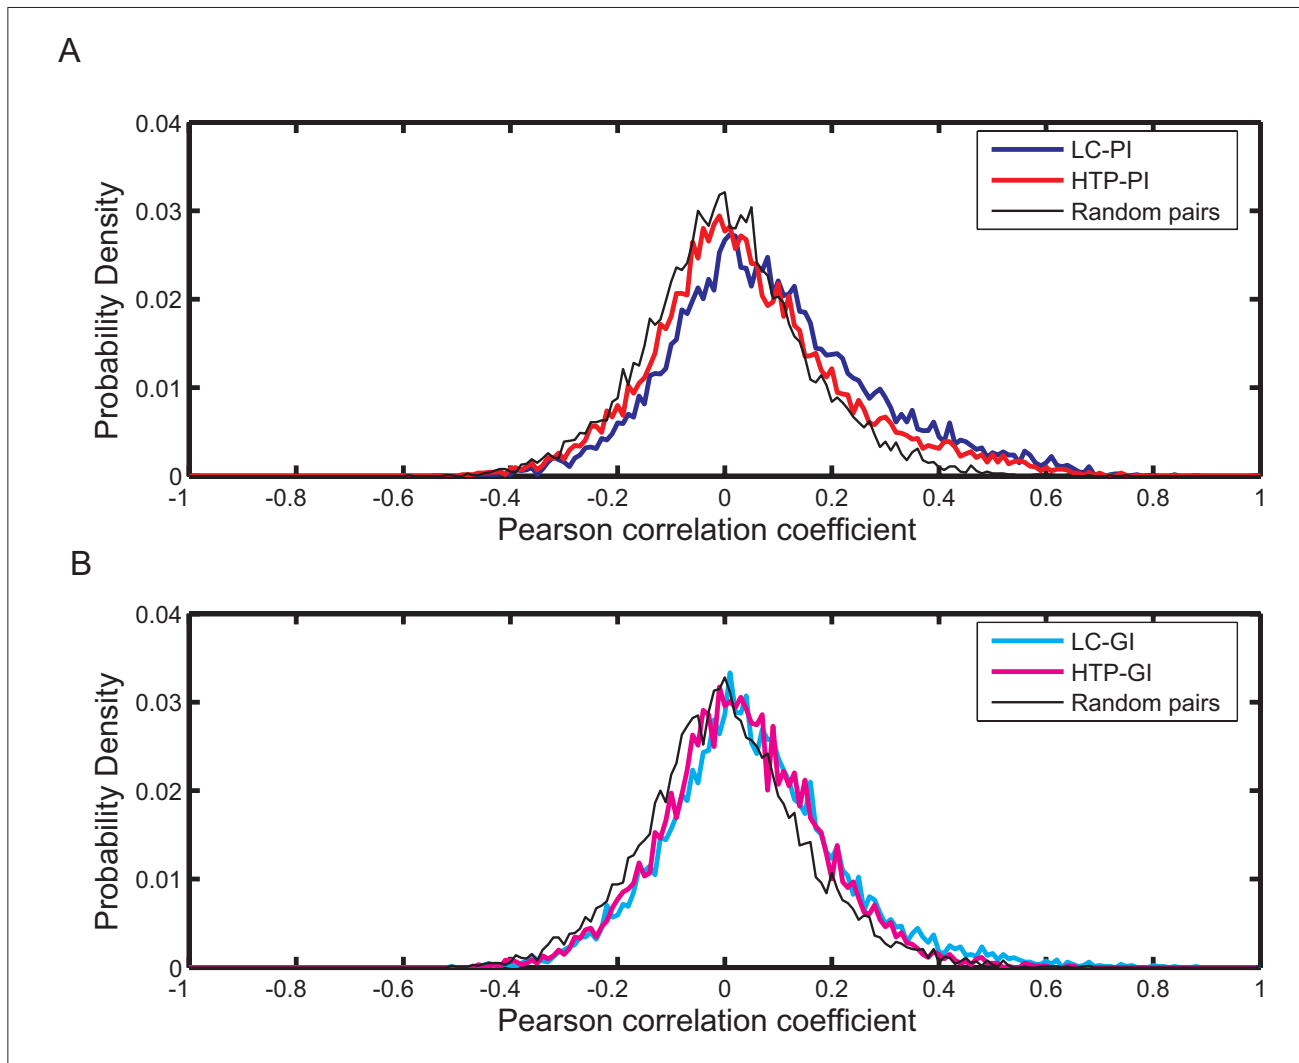 A
0.04
0.03
0.02
0.01
0
Probability Density
LC-PI
HTP-PI
Random pairs
-1 -0.8 -0.6 -0.4 -0.2 0 0.2 0.4 0.6 0.8 1
Pearson correlation coefficient
B
0.04
0.03
0.02
0.01
0
Probability Density
LC-GI
HTP-GI
Random pairs
-1 -0.8 -0.6 -0.4 -0.2 0 0.2 0.4 0.6 0.8 1
Pearson correlation coefficient